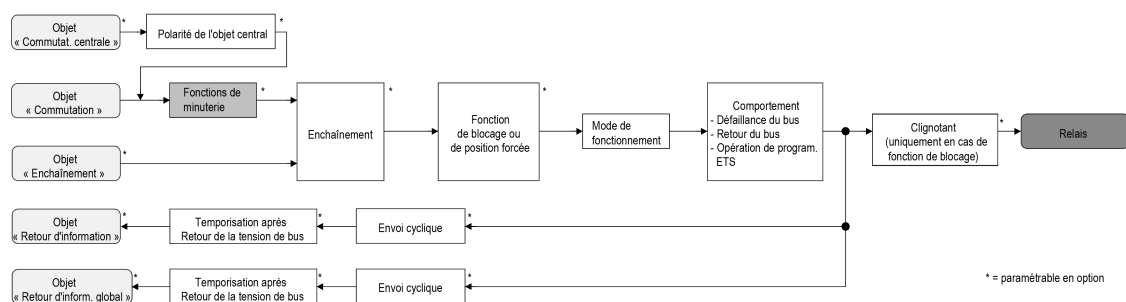 Objet
« Commutat. centrale »
*
Polarité de l'objet central
*
Objet
« Commutation »
Fonctions de
minuterie
*
Enchaînement
*
Fonction
de blocage ou
de position forcée
*
Mode de
fonctionnement
Comportement
- Défaillance du bus
- Retour du bus
- Opération de program.
ETS
Clignotant
(uniquement en cas de
fonction de blocage)
*
Relais
Objet
« Enchaînement »
*
Objet
« Retour d'information »
*
Temporisation après
Retour de la tension de bus
*
Envoi cyclique
*
Objet
« Retour d'inform. global »
*
Temporisation après
Retour de la tension de bus
*
Envoi cyclique
*
* = paramétrable en option